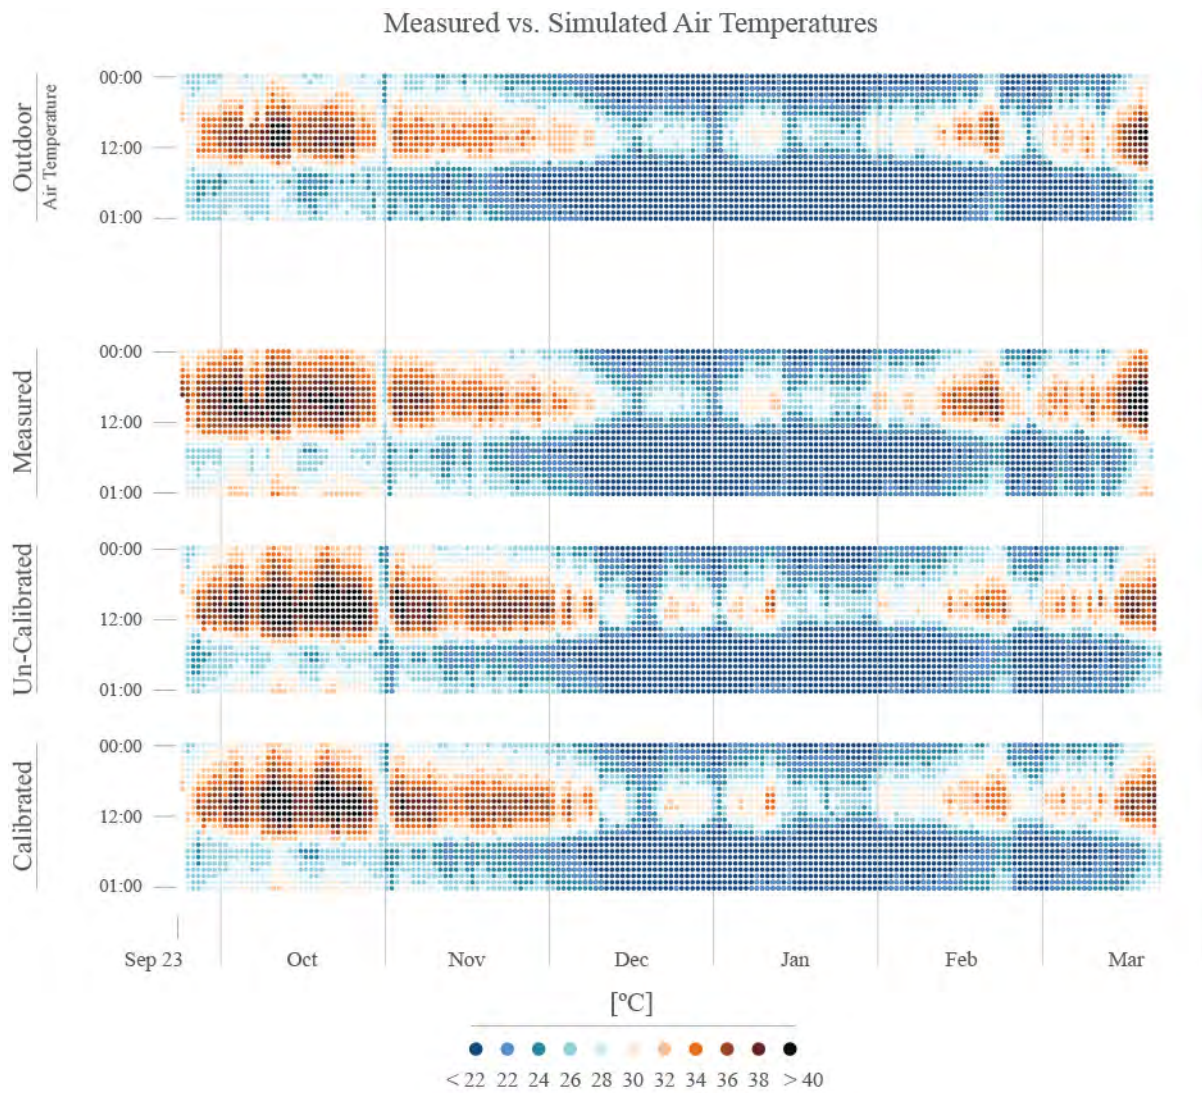 Measured vs. Simulated Air Temperatures
Outdoor
Air Temperature
00:00
12:00
01:00
Measured
00:00
12:00
01:00
Un-Calibrated
00:00
12:00
01:00
Calibrated
00:00
12:00
01:00
Sep 23 Oct Nov Dec Jan Feb Mar
[ºC]
< 22 22 24 26 28 30 32 34 36 38 > 40